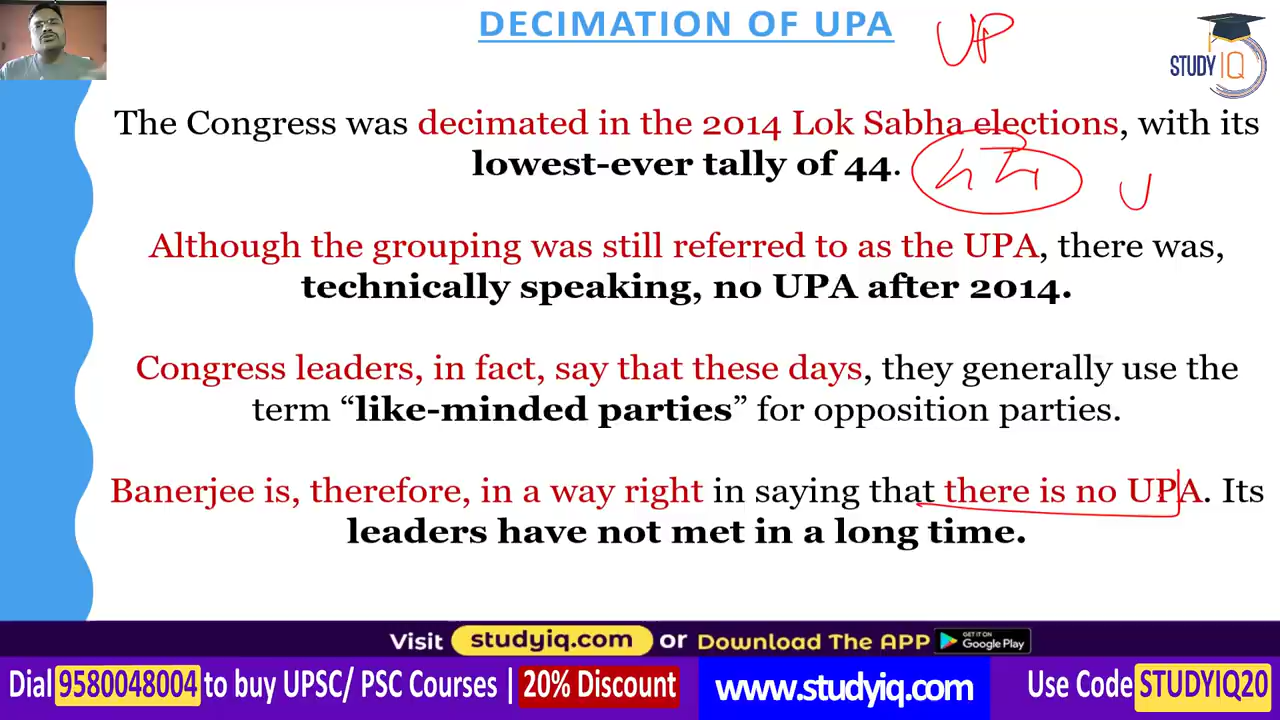 DECIMATION OF UPA
UP
STUDY IQ
The Congress was decimated in the 2014 Lok Sabha elections, with its
lowest-ever tally of 44.
U
Although the grouping was still referred to as the UPA, there was,
technically speaking, no UPA after 2014.
Congress leaders, in fact, say that these days, they generally use the
term “like-minded parties” for opposition parties.
Banerjee is, therefore, in a way right in saying that there is no UPA. Its
leaders have not met in a long time.
Visit studyiq.com or Download The APP GET IT ON Google Play
Dial 9580048004 to buy UPSC/ PSC Courses | 20% Discount www.studyiq.com Use Code STUDYIQ20